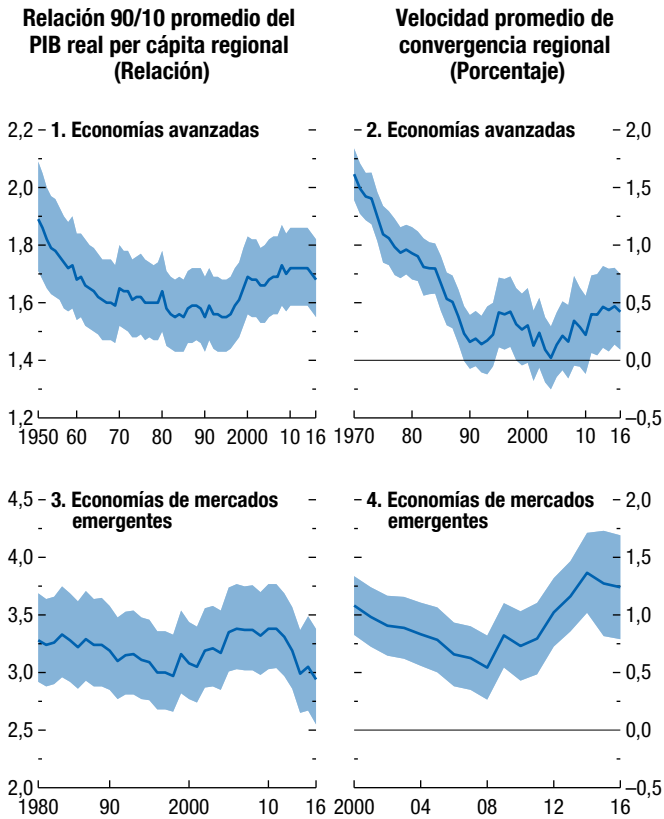 Relación 90/10 promedio del
PIB real per cápita regional
(Relación)
Velocidad promedio de
convergencia regional
(Porcentaje)
1. Economías avanzadas
2,2
2,0
1,8
1,6
1,4
1,2
1950 60 70 80 90 2000 10 16
2. Economías avanzadas
2,0
1,5
1,0
0,5
0,0
–0,5
1970 80 90 2000 10 16
3. Economías de mercados
emergentes
4,5
4,0
3,5
3,0
2,5
2,0
1980 90 2000 10 16
4. Economías de mercados
emergentes
2,0
1,5
1,0
0,5
0,0
–0,5
2000 04 08 12 16